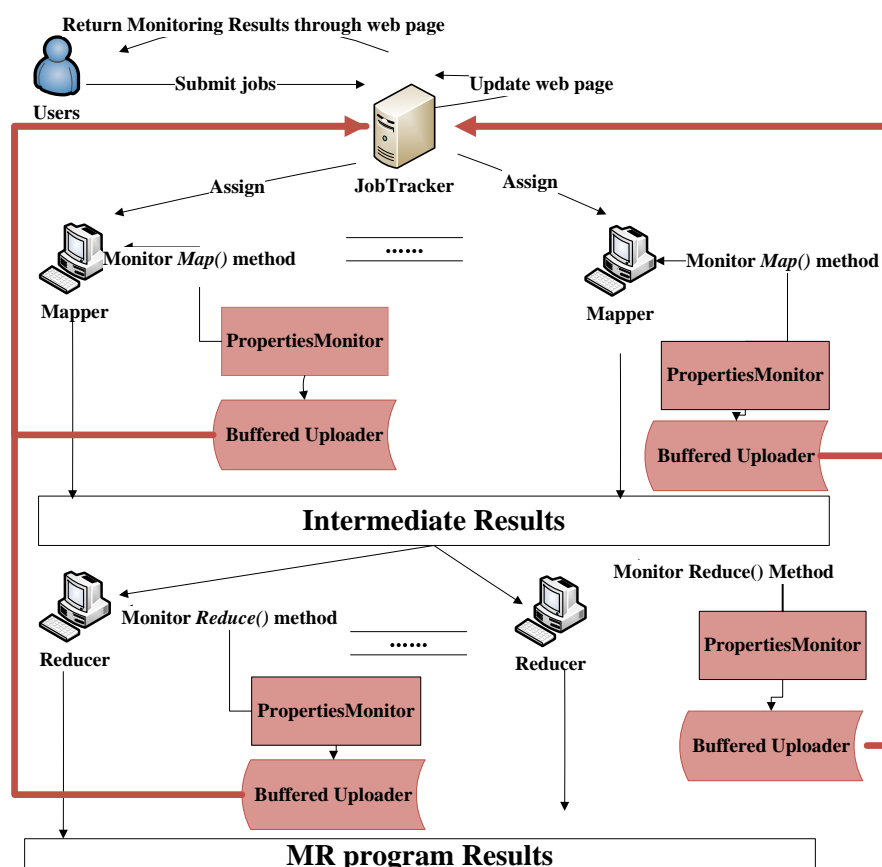 Return Monitoring Results through web page
Submit jobs
Update web page
Users
JobTracker
Assign
Assign
......
Monitor Map() method
Monitor Map() method
Mapper
Mapper
PropertiesMonitor
PropertiesMonitor
Buffered Uploader
Buffered Uploader
Intermediate Results
Monitor Reduce() Method
Monitor Reduce() method
......
Reducer
Reducer
PropertiesMonitor
PropertiesMonitor
Buffered Uploader
Buffered Uploader
MR program Results